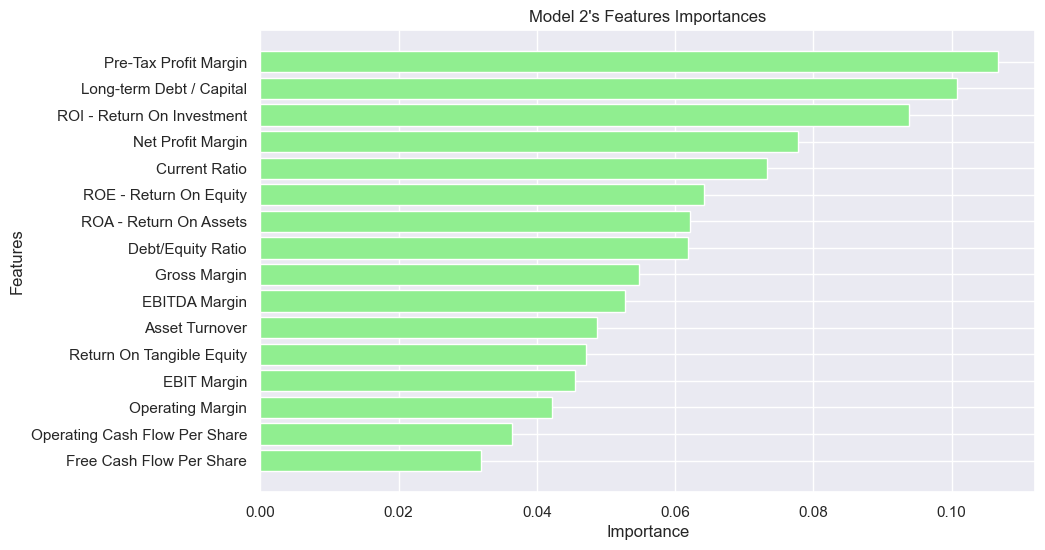 Model 2's Features Importances
Features
Pre-Tax Profit Margin
Long-term Debt / Capital
ROI - Return On Investment
Net Profit Margin
Current Ratio
ROE - Return On Equity
ROA - Return On Assets
Debt/Equity Ratio
Gross Margin
EBITDA Margin
Asset Turnover
Return On Tangible Equity
EBIT Margin
Operating Margin
Operating Cash Flow Per Share
Free Cash Flow Per Share
0.00 0.02 0.04 0.06 0.08 0.10
Importance